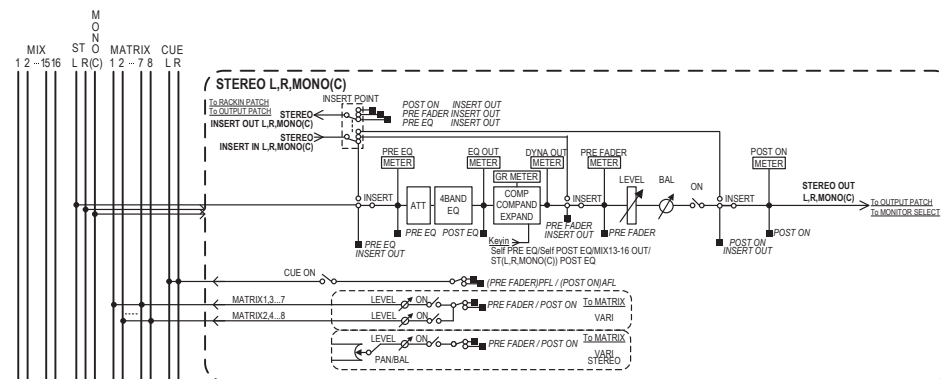 M
O
N
O
MIX ST MATRIX CUE
1 2 ··· 15 16 L R (C) 1 2 ··· 7 8 L R
STEREO L,R,MONO(C)
To RACKIN PATCH
To OUTPUT PATCH
INSERT POINT
STEREO
INSERT OUT L,R,MONO(C)
STEREO
INSERT IN L,R,MONO(C)
POST ON INSERT OUT
PRE FADER INSERT OUT
PRE EQ INSERT OUT
PRE EQ
METER
EQ OUT
METER
DYNA OUT
METER
PRE FADER
METER
POST ON
METER
GR METER
INSERT
ATT
4BAND
EQ
COMP
COMPAND
EXPAND
INSERT
LEVEL
BAL
ON
INSERT
STEREO OUT
L,R,MONO(C)
To OUTPUT PATCH
To MONITOR SELECT
PRE EQ
INSERT OUT
PRE EQ
POST EQ
PRE FADER
INSERT OUT
PRE FADER
POST ON
INSERT OUT
POST ON
Keyin
Self PRE EQ/Self POST EQ/MIX13-16 OUT/
ST(L,R,MONO(C)) POST EQ
CUE ON
(PRE FADER)PFL / (POST ON)AFL
MATRIX1,3...7
LEVEL
ON
PRE FADER / POST ON
To MATRIX
MATRIX2,4...8
LEVEL
ON
VARI
LEVEL
ON
PRE FADER / POST ON
To MATRIX
PAN/BAL
VARI
STEREO